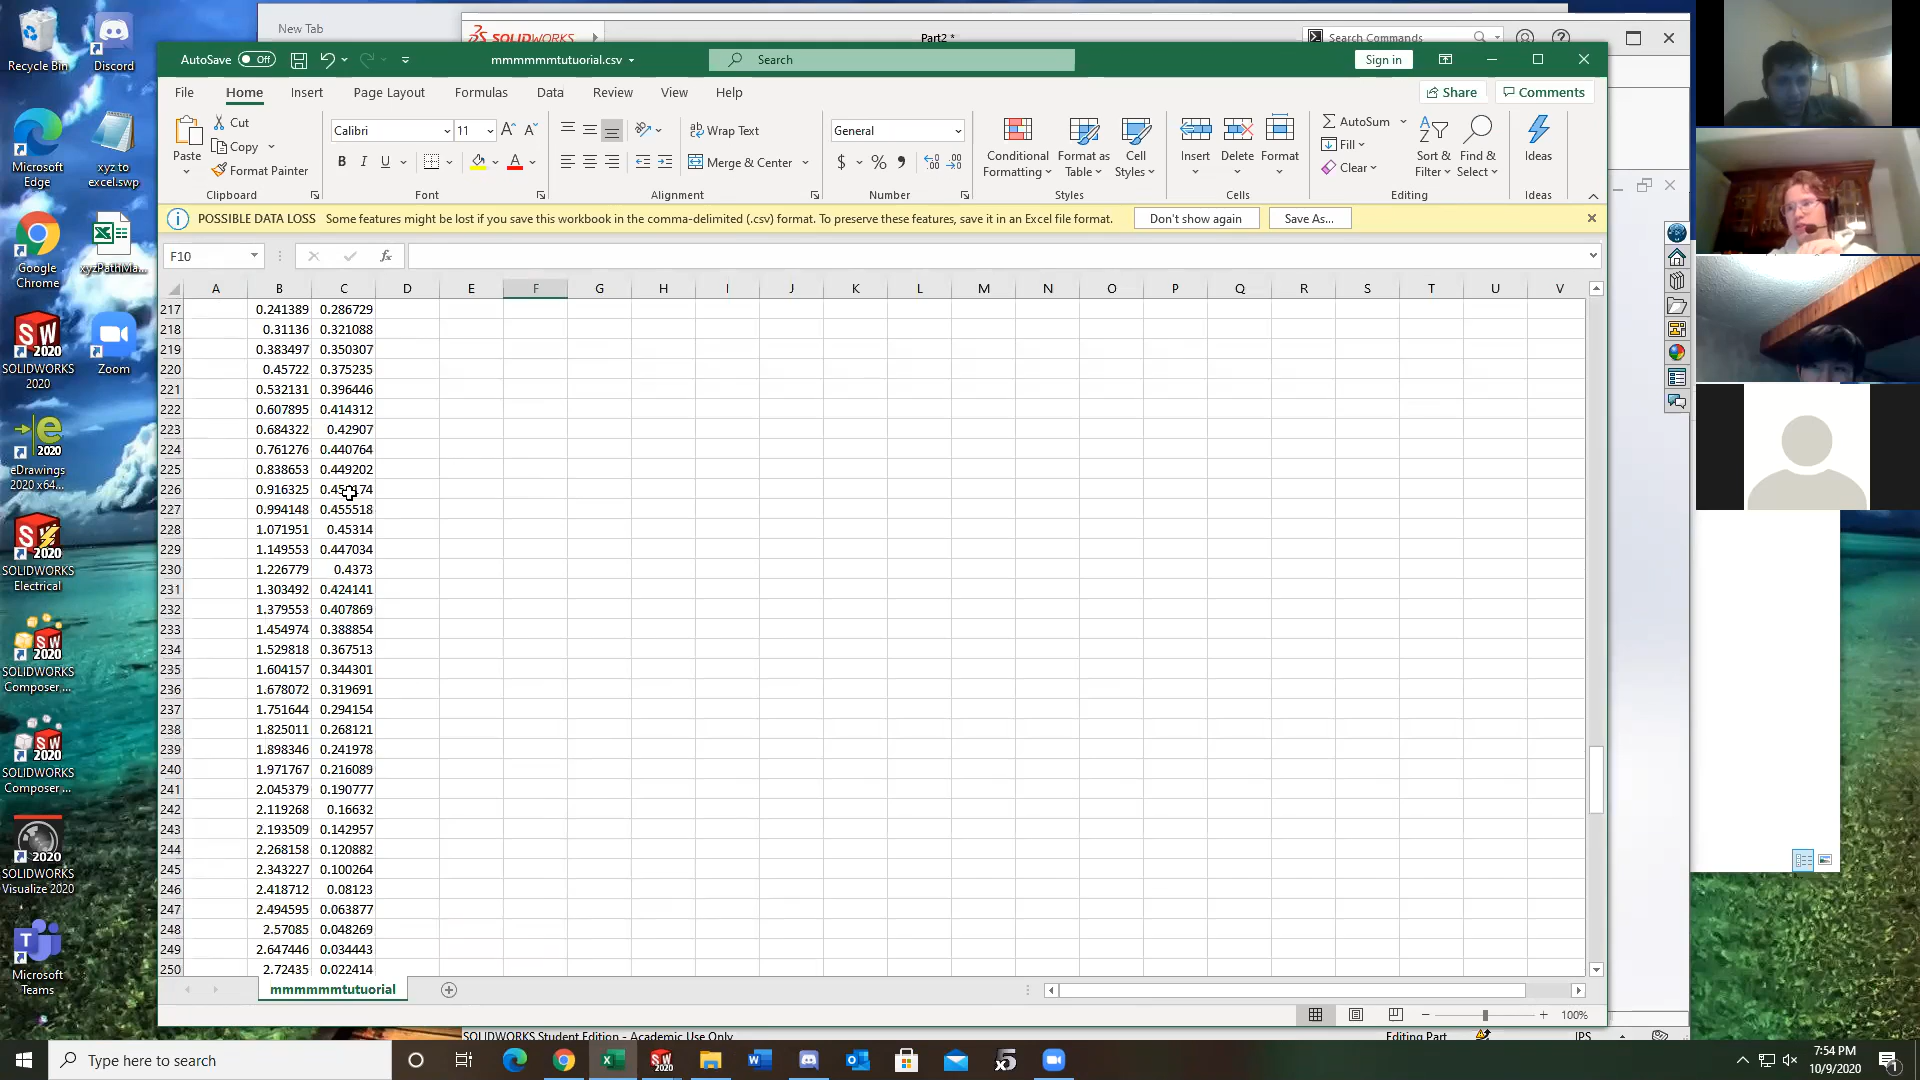 New Tab
SOLIDWORKS
Part2 *
Search Commands
AutoSave Off
mmmmmmtutuorial.csv
Search
Sign in
File Home Insert Page Layout Formulas Data Review View Help
Share Comments
Paste
Cut
Copy
Format Painter
Calibri 11
B I U
Wrap Text
Merge & Center
General
$ % ,
Conditional Formatting
Format as Table
Cell Styles
Insert Delete Format
AutoSum
Fill
Clear
Sort & Filter
Find & Select
Ideas
Clipboard Font Alignment Number Styles Cells Editing Ideas
POSSIBLE DATA LOSS Some features might be lost if you save this workbook in the comma-delimited (.csv) format. To preserve these features, save it in an Excel file format. Don't show again Save As...
F10
fx
A B C D E F G H I J K L M N O P Q R S T U V
217 0.241389 0.286729
218 0.31136 0.321088
219 0.383497 0.350307
220 0.45722 0.375235
221 0.532131 0.396446
222 0.607895 0.414312
223 0.684322 0.42907
224 0.761276 0.440764
225 0.838653 0.449202
226 0.916325
227 0.994148 0.455518
228 1.071951 0.45314
229 1.149553 0.447034
230 1.226779 0.4373
231 1.303492 0.424141
232 1.379553 0.407869
233 1.454974 0.388854
234 1.529818 0.367513
235 1.604157 0.344301
236 1.678072 0.319691
237 1.751644 0.294154
238 1.825011 0.268121
239 1.898346 0.241978
240 1.971767 0.216089
241 2.045379 0.190777
242 2.119268 0.16632
243 2.193509 0.142957
244 2.268158 0.120882
245 2.343227 0.100264
246 2.418712 0.08123
247 2.494595 0.063877
248 2.57085 0.048269
249 2.647446 0.034443
250 2.72435 0.022414
mmmmmmtutuorial
100%
SOLIDWORKS Student Edition - Academic Use Only
Editing Part
IPS
Recycle Bin
Discord
Microsoft Edge
xyz to excel.swp
Google Chrome
xyzPathMa...
SOLIDWORKS 2020
Zoom
eDrawings 2020 x64...
SOLIDWORKS Electrical
SOLIDWORKS Composer ...
SOLIDWORKS Composer ...
SOLIDWORKS Visualize 2020
Microsoft Teams
Type here to search
7:54 PM
10/9/2020